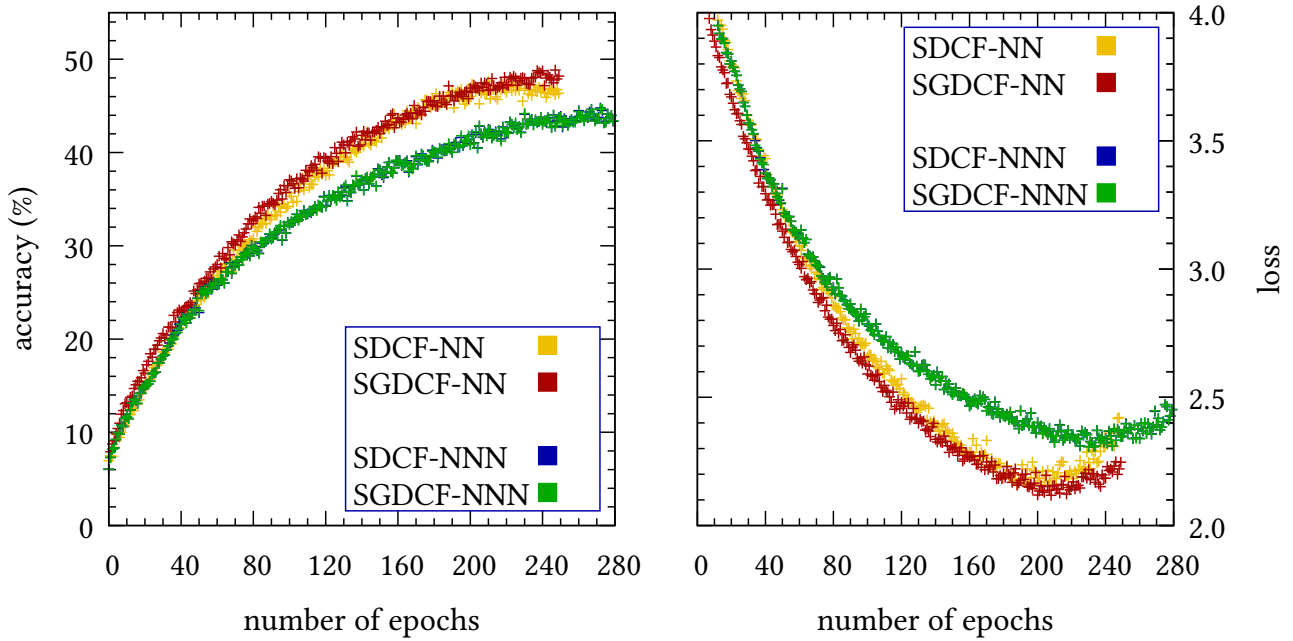 accuracy (%)
50
40
30
20
10
0
SDCF-NN
SGDCF-NN
SDCF-NNN
SGDCF-NNN
0 40 80 120 160 200 240 280
number of epochs
SDCF-NN
SGDCF-NN
SDCF-NNN
SGDCF-NNN
4.0
3.5
3.0
2.5
2.0
loss
0 40 80 120 160 200 240 280
number of epochs